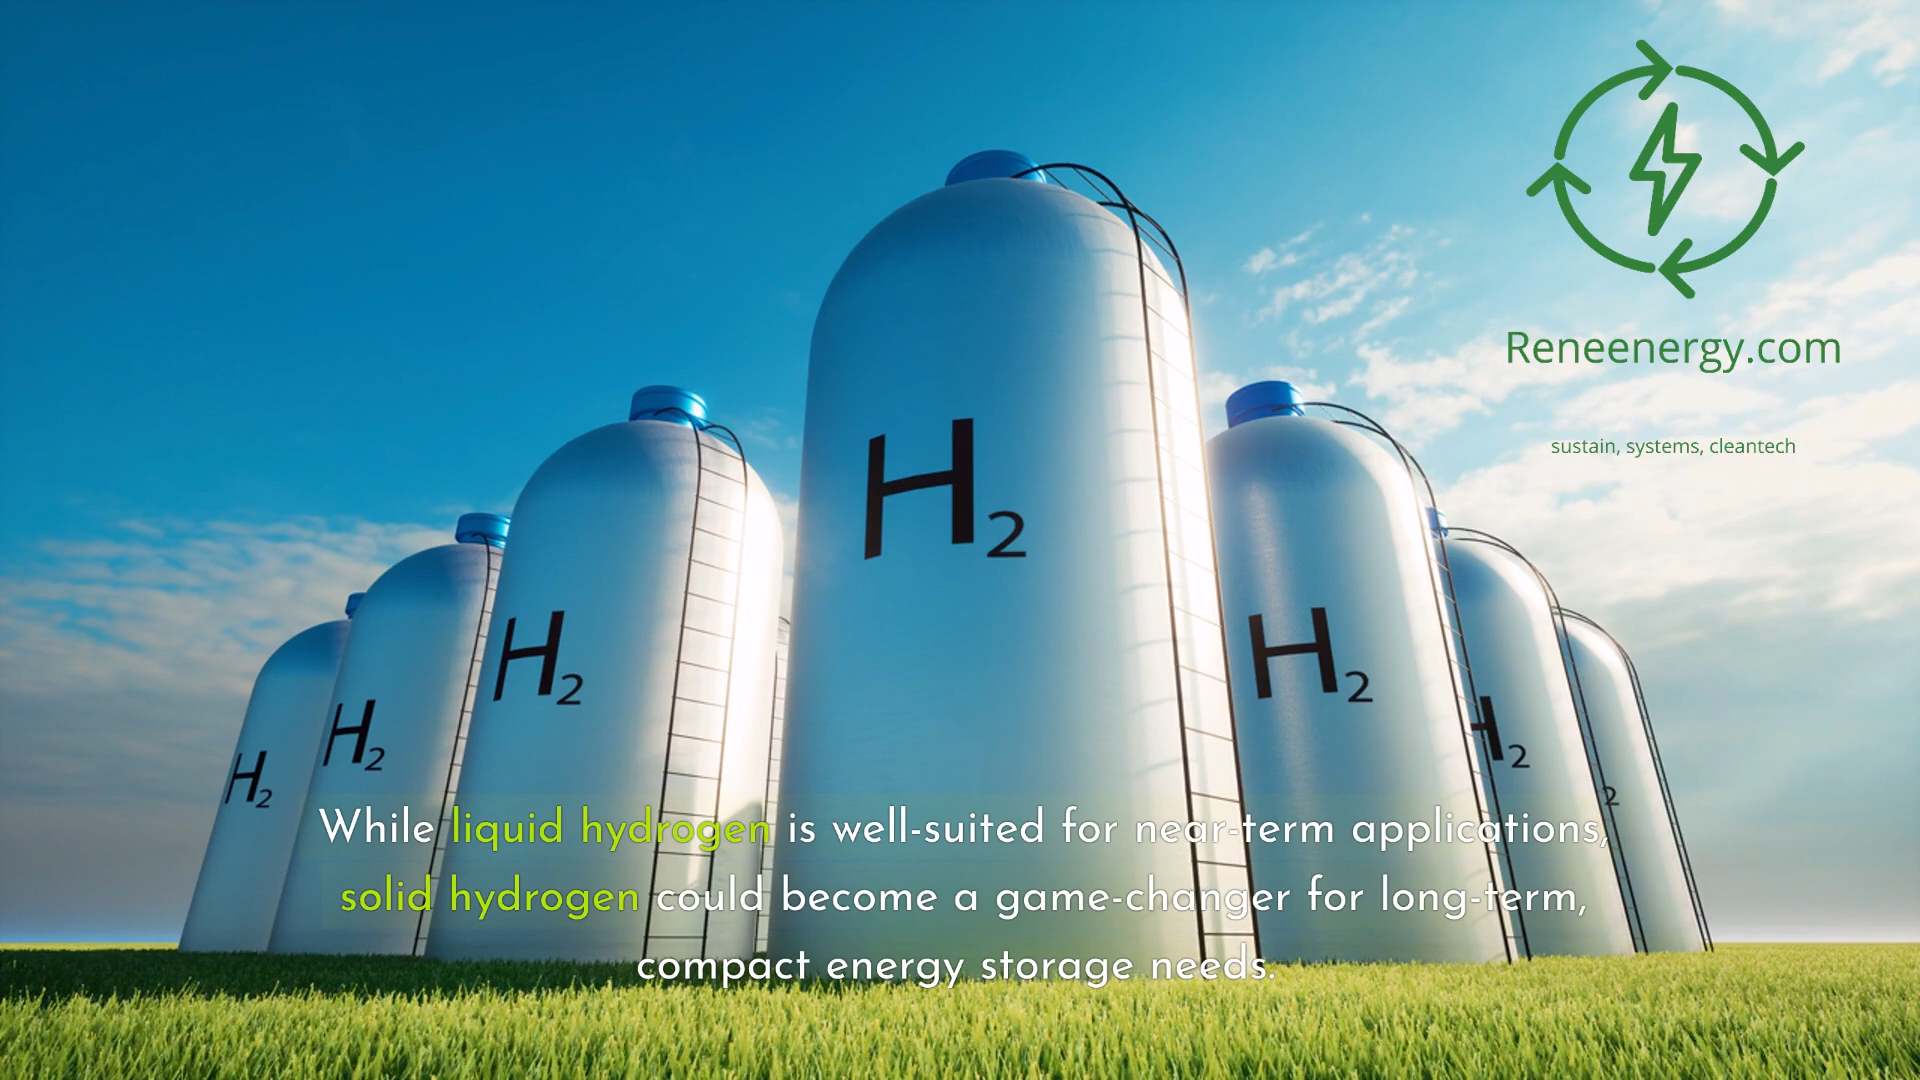 Reneenergy.com
sustain, systems, cleantech
H2
H2
H2
H2
H2
H2
2
While liquid hydrogen is well-suited for near-term applications,
solid hydrogen could become a game-changer for long-term,
compact energy storage needs.